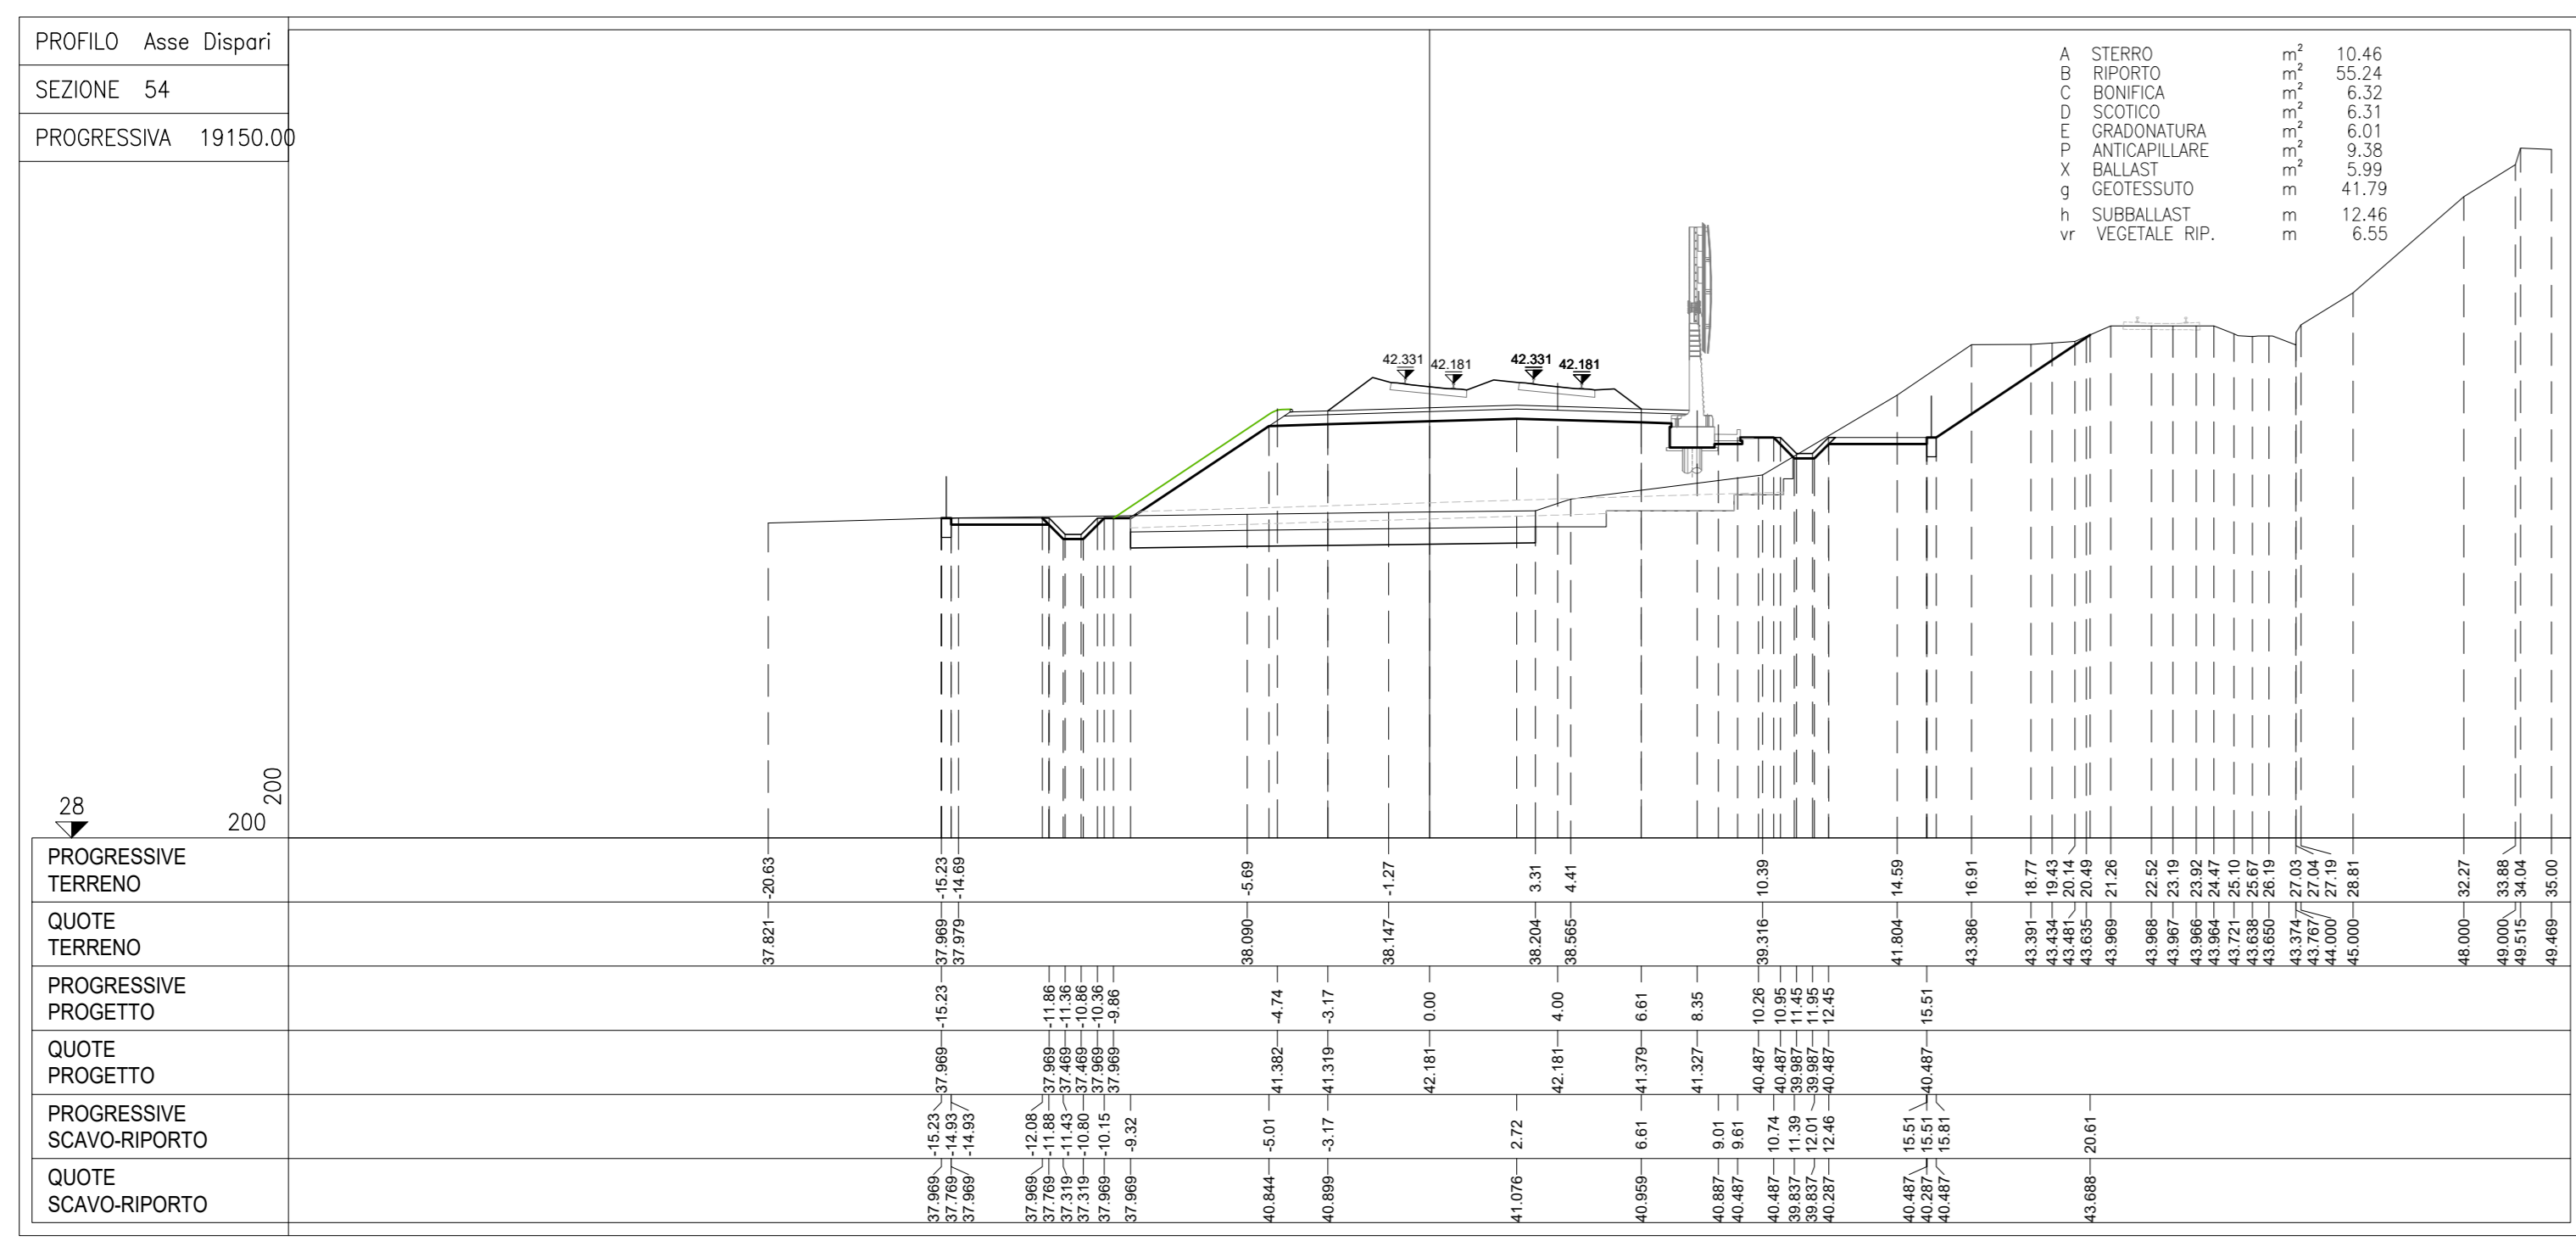 PROFILO Asse Dispari
SEZIONE 54
PROGRESSIVA 19150.00
A STERRO m² 10.46
B RIPORTO m² 55.24
C BONIFICA m² 6.32
D SCOTICO m² 6.31
E GRADONATURA m² 6.01
P ANTICAPILLARE m² 9.38
X BALLAST m² 5.99
g GEOTESSUTO m 41.79
h SUBBALLAST m 12.46
vr VEGETALE RIP. m 6.55
42.331 42.181 42.331 42.181
28 200 200
PROGRESSIVE TERRENO
-20.63 -15.23 -14.69 -5.69 -1.27 3.31 4.41 10.39 14.59 16.91 18.77 19.43 20.14 20.49 21.26 22.52 23.19 23.92 24.47 25.10 25.67 26.19 27.03 27.04 27.19 28.81 32.27 33.88 34.04 35.00
QUOTE TERRENO
37.821 37.969 37.979 38.090 38.147 38.204 38.565 39.316 41.804 43.386 43.391 43.434 43.481 43.635 43.969 43.968 43.967 43.966 43.964 43.721 43.638 43.650 43.374 43.767 44.000 45.000 48.000 49.000 49.515 49.469
PROGRESSIVE PROGETTO
-15.23 -11.86 -11.36 -10.86 -10.36 -9.86 -4.74 -3.17 0.00 4.00 6.61 8.35 10.26 10.95 11.45 11.95 12.45 15.51
QUOTE PROGETTO
37.969 37.969 37.469 37.469 37.969 37.969 41.382 41.319 42.181 42.181 41.379 41.327 40.487 40.487 39.987 39.987 40.487 40.487
PROGRESSIVE SCAVO-RIPORTO
-15.23 -14.93 -14.93 -12.08 -11.88 -11.43 -10.80 -10.15 -9.32 -5.01 -3.17 2.72 6.61 9.01 9.61 10.74 11.39 12.01 12.46 15.51 15.51 15.81 20.61
QUOTE SCAVO-RIPORTO
37.969 37.769 37.969 37.969 37.769 37.319 37.319 37.969 37.969 40.844 40.899 41.076 40.959 40.887 40.487 40.487 39.837 39.837 40.287 40.487 40.287 40.487 43.688